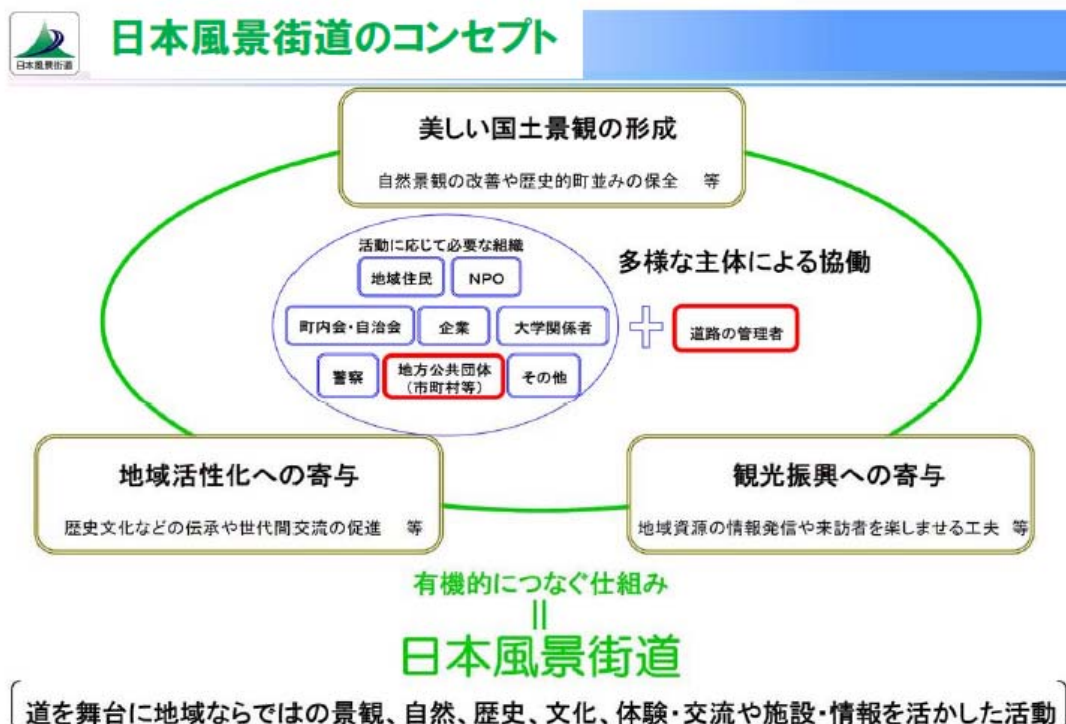 日本風景街道
日本風景街道のコンセプト
美しい国土景観の形成
自然景観の改善や歴史的町並みの保全　等
活動に応じて必要な組織
地域住民
NPO
町内会・自治会
企業
大学関係者
警察
地方公共団体
（市町村等）
その他
多様な主体による協働
＋
道路の管理者
地域活性化への寄与
歴史文化などの伝承や世代間交流の促進　等
観光振興への寄与
地域資源の情報発信や来訪者を楽しませる工夫　等
有機的につなぐ仕組み
||
日本風景街道
道を舞台に地域ならではの景観、自然、歴史、文化、体験・交流や施設・情報を活かした活動